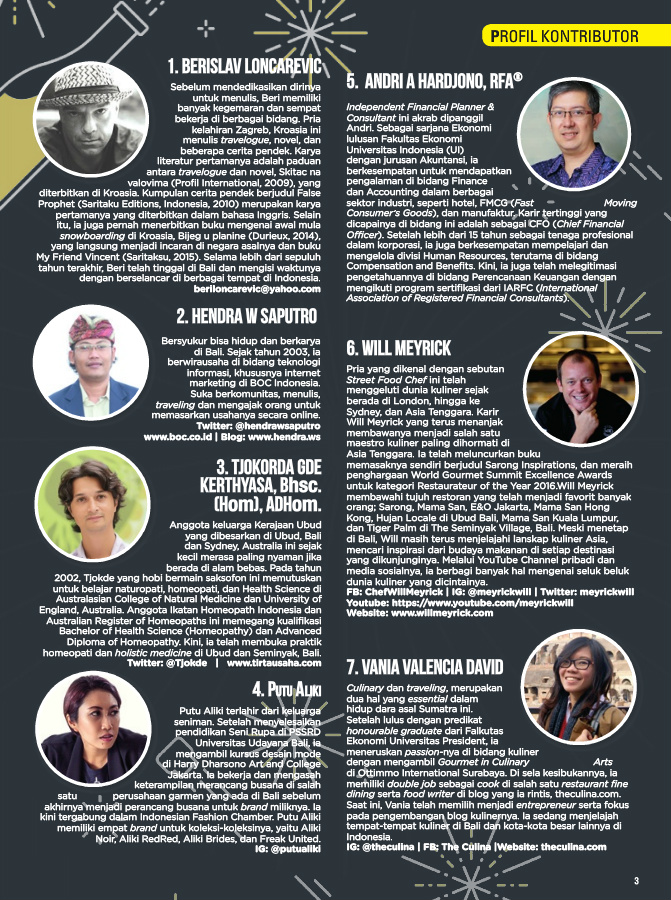 PROFIL KONTRIBUTOR
1. BERISLAV LONCAREVIC
Sebelum mendedikasikan dirinya
untuk menulis, Beri memiliki
banyak kegemaran dan sempat
bekerja di berbagai bidang. Pria
kelahiran Zagreb, Kroasia ini
menulis travelogue, novel, dan
beberapa cerita pendek. Karya
literatur pertamanya adalah paduan
antara travelogue dan novel, Skitac na
valovima (Profil International, 2009), yang
diterbitkan di Kroasia. Kumpulan cerita pendek berjudul False
Prophet (Saritaku Editions, Indonesia, 2010) merupakan karya
pertamanya yang diterbitkan dalam bahasa Inggris. Selain
itu, ia juga pernah menerbitkan buku mengenai awal mula
snowboarding di Kroasia, Bijeg u planine (Durieux, 2014),
yang langsung menjadi incaran di negara asalnya dan buku
My Friend Vincent (Saritaksu, 2015). Selama lebih dari sepuluh
tahun terakhir, Beri telah tinggal di Bali dan mengisi waktunya
dengan berselancar di berbagai tempat di Indonesia.
beriloncarevic@yahoo.com
2. HENDRA W SAPUTRO
Bersyukur bisa hidup dan berkarya
di Bali. Sejak tahun 2003, ia
berwirausaha di bidang teknologi
informasi, khususnya internet
marketing di BOC Indonesia.
Suka berkomunitas, menulis,
traveling dan mengajak orang untuk
memasarkan usahanya secara online.
Twitter: @hendrawsaputro
www.boc.co.id | Blog: www.hendra.ws
3. TJOKORDA GDE
KERTHYASA, Bhsc.
(Hom), ADHom.
Anggota keluarga Kerajaan Ubud
yang dibesarkan di Ubud, Bali
dan Sydney, Australia ini sejak
kecil merasa paling nyaman jika
berada di alam bebas. Pada tahun
2002, Tjokde yang hobi bermain saksofon ini memutuskan
untuk belajar naturopati, homeopati, dan Health Science di
Australasian College of Natural Medicine dan University of
England, Australia. Anggota Ikatan Homeopath Indonesia dan
Australian Register of Homeopaths ini memegang kualifikasi
Bachelor of Health Science (Homeopathy) dan Advanced
Diploma of Homeopathy. Kini, ia telah membuka praktik
homeopati dan holistic medicine di Ubud dan Seminyak, Bali.
Twitter: @Tjokde | www.tirtausaha.com
4. PUTU ALIKI
Putu Aliki terlahir dari keluarga
seniman. Setelah menyelesaikan
pendidikan Seni Rupa di PSSRD
Universitas Udayana Bali, ia
mengambil kursus desain mode
di Harry Dharsono Art and College
Jakarta. Ia bekerja dan mengasah
keterampilan merancang busana di salah
satu perusahaan garmen yang ada di Bali sebelum
akhirnya menjadi perancang busana untuk brand miliknya. Ia
kini tergabung dalam Indonesian Fashion Chamber. Putu Aliki
memiliki empat brand untuk koleksi-koleksinya, yaitu Aliki
Noir, Aliki RedRed, Aliki Brides, dan Freak United.
IG: @putualiki
5. ANDRI A HARDJONO, RFA®
Independent Financial Planner &
Consultant ini akrab dipanggil
Andri. Sebagai sarjana Ekonomi
lulusan Fakultas Ekonomi
Universitas Indonesia (UI)
dengan jurusan Akuntansi, ia
berkesempatan untuk mendapatkan
pengalaman di bidang Finance
dan Accounting dalam berbagai
sektor industri, seperti hotel, FMCG (Fast Moving
Consumer's Goods), dan manufaktur. Karir tertinggi yang
dicapainya di bidang ini adalah sebagai CFO (Chief Financial
Officer). Setelah lebih dari 15 tahun sebagai tenaga profesional
dalam korporasi, ia juga berkesempatan mempelajari dan
mengelola divisi Human Resources, terutama di bidang
Compensation and Benefits. Kini, ia juga telah melegitimasi
pengetahuannya di bidang Perencanaan Keuangan dengan
mengikuti program sertifikasi dari IARFC (International
Association of Registered Financial Consultants).
6. WILL MEYRICK
Pria yang dikenal dengan sebutan
Street Food Chef ini telah
menggeluti dunia kuliner sejak
berada di London, hingga ke
Sydney, dan Asia Tenggara. Karir
Will Meyrick yang terus menanjak
membawanya menjadi salah satu
maestro kuliner paling dihormati di
Asia Tenggara. Ia telah meluncurkan buku
memasaknya sendiri berjudul Sarong Inspirations, dan meraih
penghargaan World Gourmet Summit Excellence Awards
untuk kategori Restaurateur of the Year 2016.Will Meyrick
membawahi tujuh restoran yang telah menjadi favorit banyak
orang; Sarong, Mama San, E&O Jakarta, Mama San Hong
Kong, Hujan Locale di Ubud Bali, Mama San Kuala Lumpur,
dan Tiger Palm di The Seminyak Village, Bali. Meski menetap
di Bali, Will masih terus menjelajahi lanskap kuliner Asia,
mencari inspirasi dari budaya makanan di setiap destinasi
yang dikunjunginya. Melalui YouTube Channel pribadi dan
media sosialnya, ia berbagi banyak hal mengenai seluk beluk
dunia kuliner yang dicintainya.
FB: ChefWillMeyrick | IG: @meyrickwill | Twitter: meyrickwill
Youtube: https://www.youtube.com/meyrickwill
Website: www.willmeyrick.com
7. VANIA VALENCIA DAVID
Culinary dan traveling, merupakan
dua hal yang essential dalam
hidup dara asal Sumatra ini.
Setelah lulus dengan predikat
honourable graduate dari Falkutas
Ekonomi Universitas President, ia
meneruskan passion-nya di bidang kuliner
dengan mengambil Gourmet in Culinary Arts
di Ottimmo International Surabaya. Di sela kesibukannya, ia
memiliki double job sebagai cook di salah satu restaurant fine
dining serta food writer di blog yang ia rintis, theculina.com.
Saat ini, Vania telah memilih menjadi entrepreneur serta fokus
pada pengembangan blog kulinernya. Ia sedang menjelajah
tempat-tempat kuliner di Bali dan kota-kota besar lainnya di
Indonesia.
IG: @theculina | FB; The Culina |Website: theculina.com
3